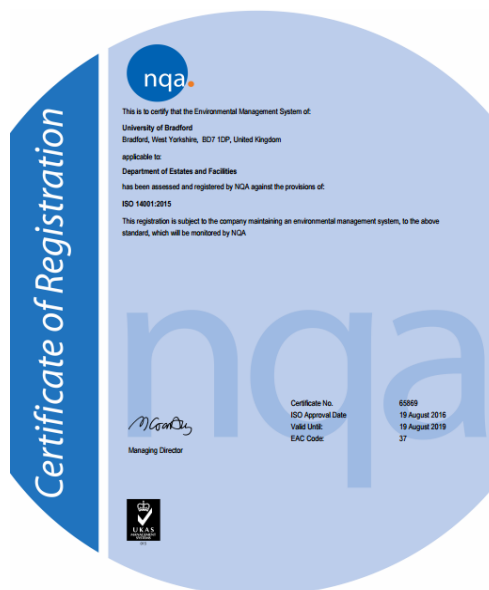 Certificate of Registration
nqa.
This is to certify that the Environmental Management System of:
University of Bradford
Bradford, West Yorkshire, BD7 1DP, United Kingdom
applicable to:
Department of Estates and Facilities
has been assessed and registered by NQA against the provisions of:
ISO 14001:2015
This registration is subject to the company maintaining an environmental management system, to the above
standard, which will be monitored by NQA
nqa
Certificate No. 65869
ISO Approval Date 19 August 2016
Valid Until: 19 August 2019
EAC Code: 37
Managing Director
UKAS
MANAGEMENT
SYSTEMS